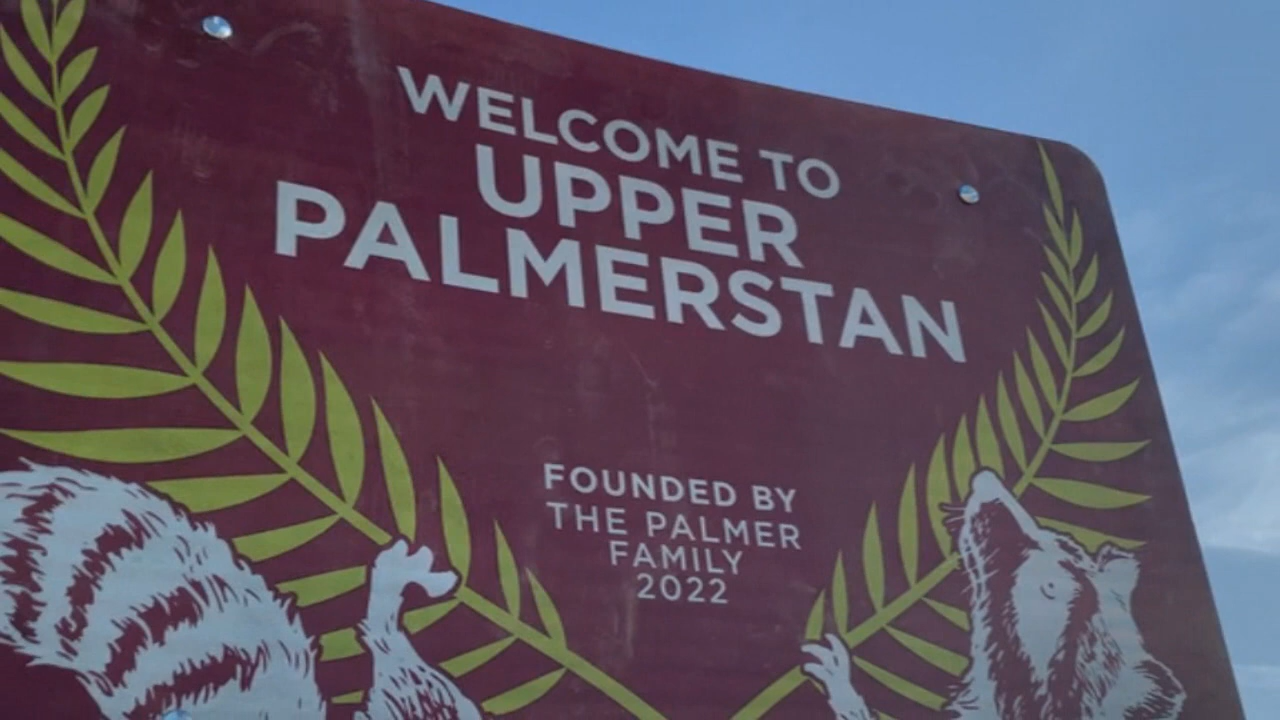 WELCOME TO
UPPER
PALMERSTAN
FOUNDED BY
THE PALMER
FAMILY
2022